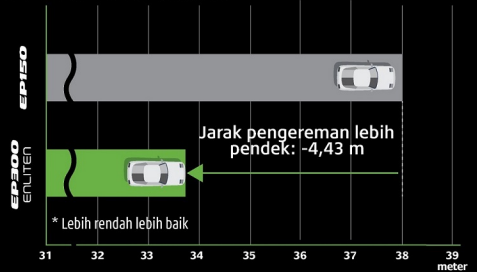 EP150
Jarak pengereman lebih
pendek: -4,43 m
EP300
ENLITEN
* Lebih rendah lebih baik
31 32 33 34 35 36 37 38 39
meter